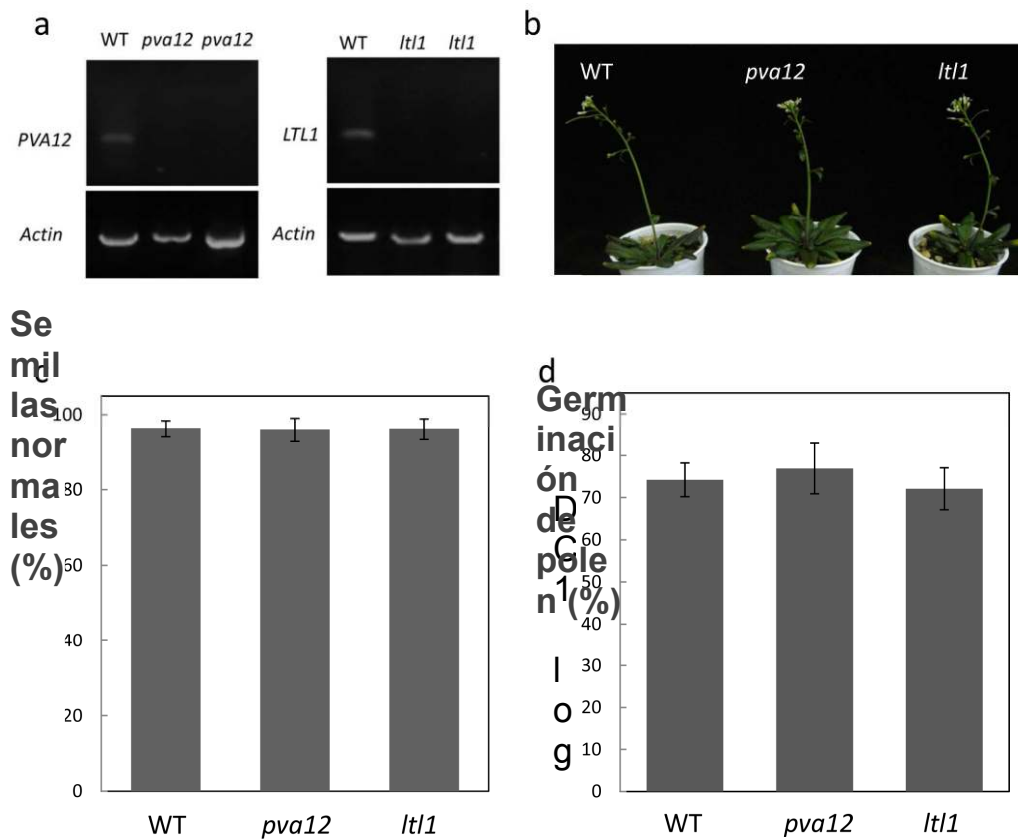 a
WT pva12 pva12
PVA12
Actin
WT ltl1 ltl1
LTL1
Actin
b
WT pva12 ltl1
c
Se
mil
las
nor
ma
les
(%)
100
80
60
40
20
0
WT pva12 ltl1
d
Germ
inaci
ón
de
pole
n (%)
D
C
1
l
o
g
90
80
70
60
50
40
30
20
10
0
WT pva12 ltl1